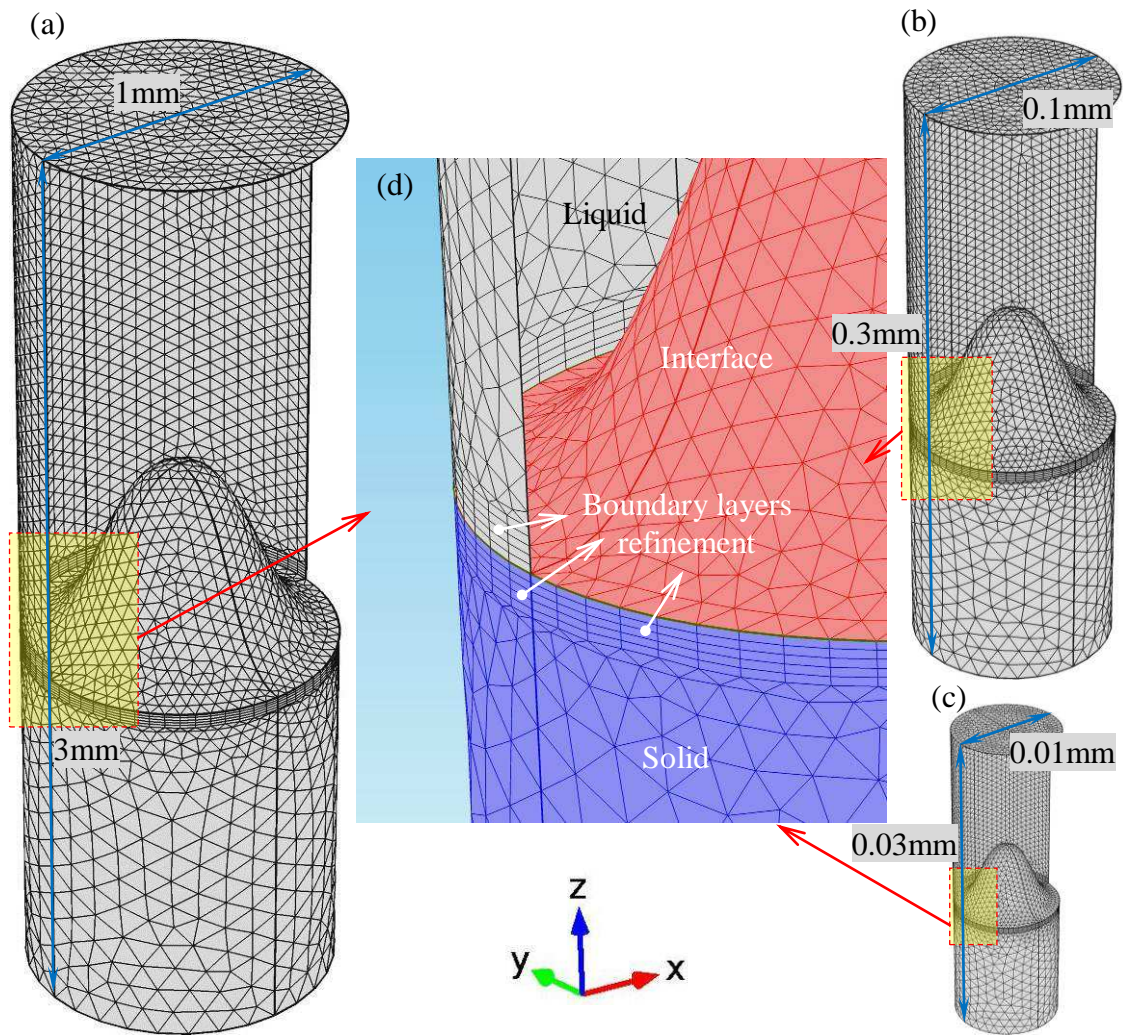 (a)
1mm
3mm
(b)
0.1mm
0.3mm
(c)
0.01mm
0.03mm
(d)
Liquid
Interface
Boundary layers
refinement
Solid
z
y
x